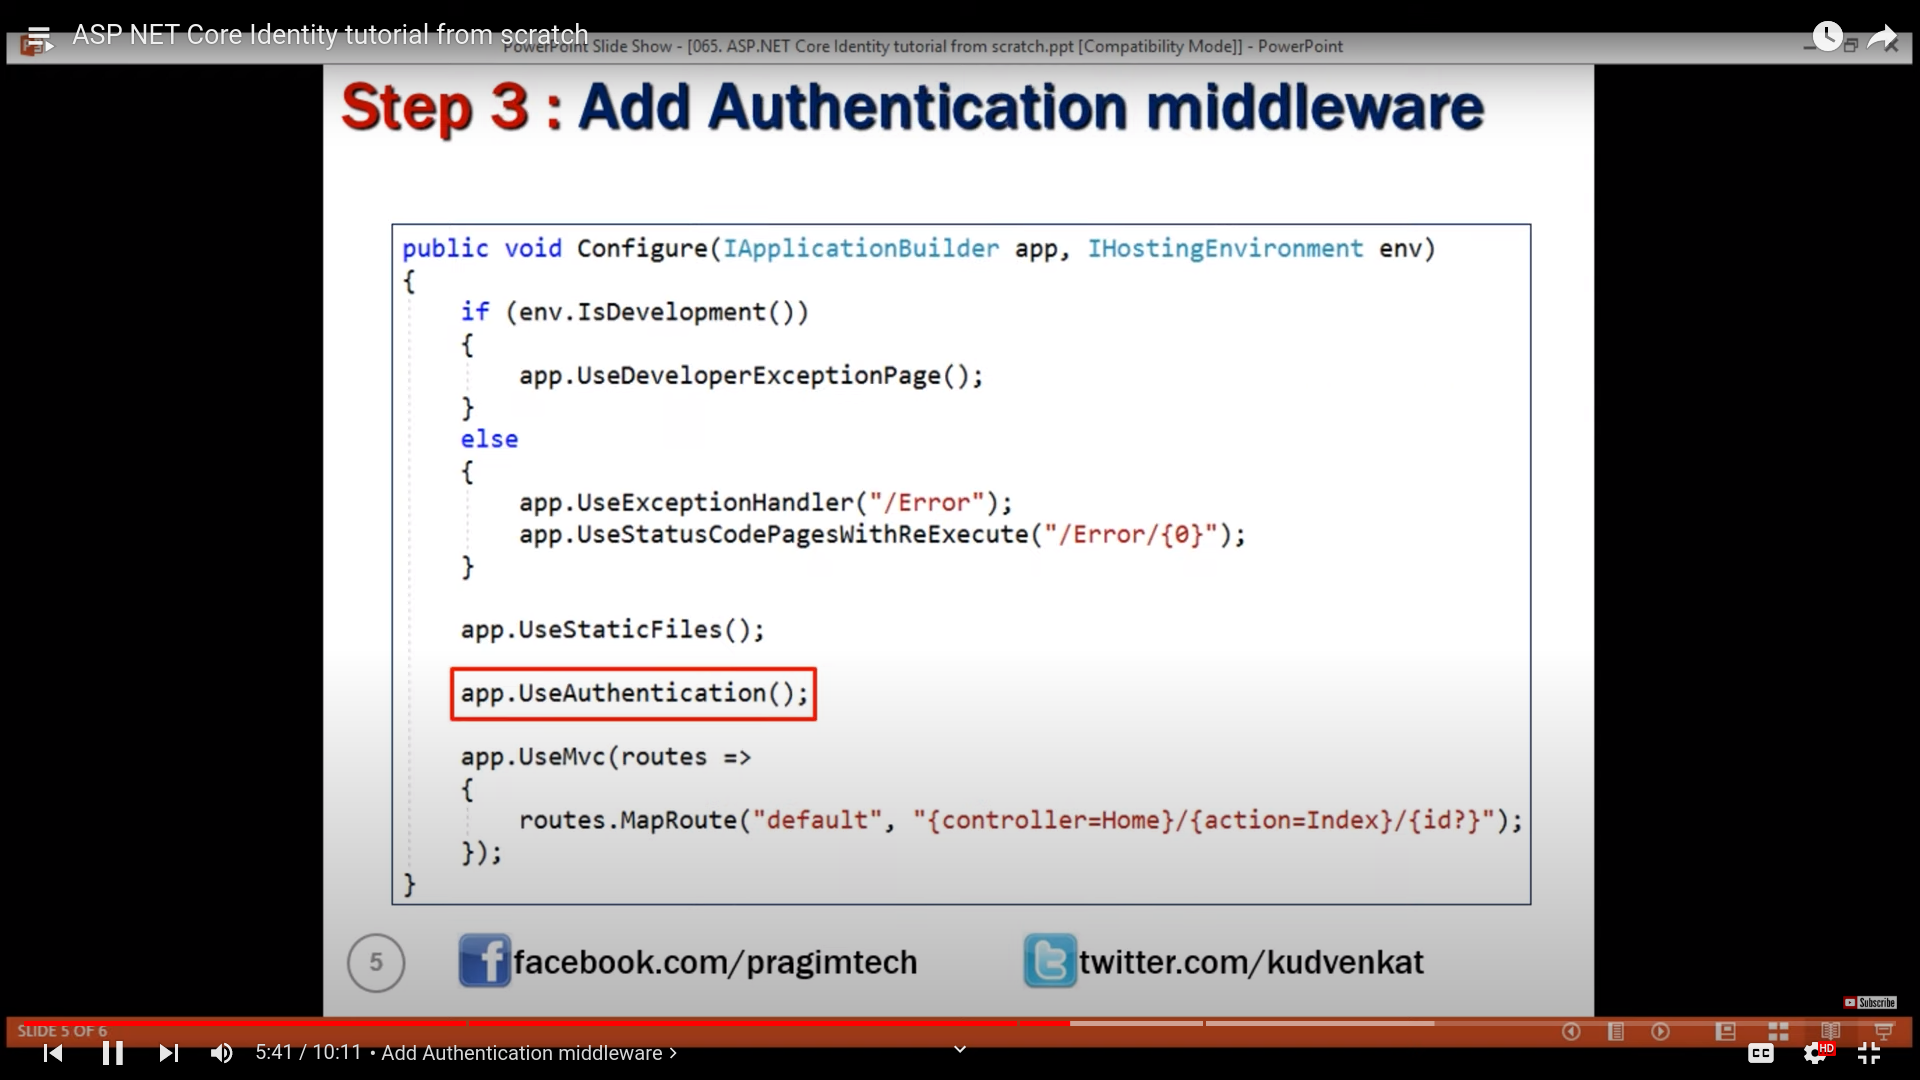 ASP NET Core Identity tutorial from scratch
PowerPoint Slide Show - [065. ASP.NET Core Identity tutorial from scratch.ppt [Compatibility Mode]] - PowerPoint
Step 3 : Add Authentication middleware
public void Configure(IApplicationBuilder app, IHostingEnvironment env)
{
if (env.IsDevelopment())
{
app.UseDeveloperExceptionPage();
}
else
{
app.UseExceptionHandler("/Error");
app.UseStatusCodePagesWithReExecute("/Error/{0}");
}
app.UseStaticFiles();
app.UseAuthentication();
app.UseMvc(routes =>
{
routes.MapRoute("default", "{controller=Home}/{action=Index}/{id?}");
});
}
5
facebook.com/pragimtech
twitter.com/kudvenkat
Subscribe
SLIDE 5 OF 6
5:41 / 10:11 • Add Authentication middleware >
CC
HD